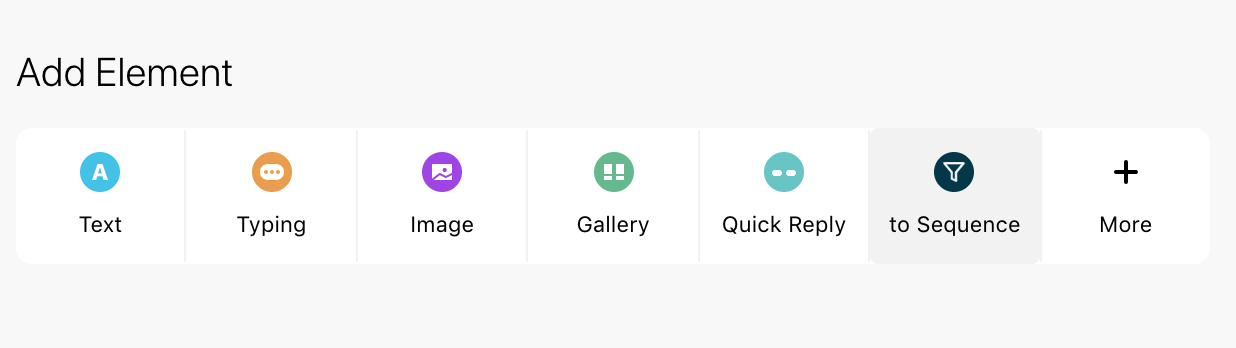 Add Element
A
Text
Typing
Image
Gallery
Quick Reply
to Sequence
More